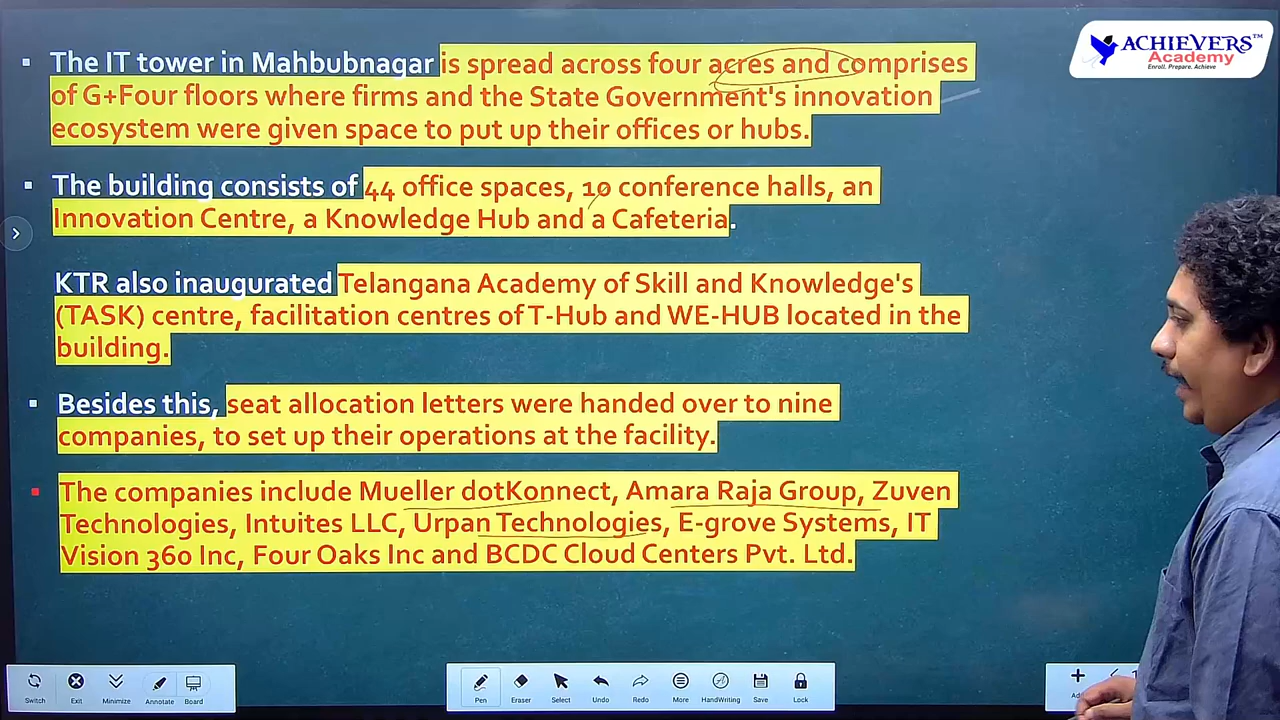 ACHIEVERS™
Academy
Enroll, Prepare, Achieve
▪ The IT tower in Mahbubnagar is spread across four acres and comprises
of G+Four floors where firms and the State Government's innovation
ecosystem were given space to put up their offices or hubs.
▪ The building consists of 44 office spaces, 10 conference halls, an
Innovation Centre, a Knowledge Hub and a Cafeteria.
KTR also inaugurated Telangana Academy of Skill and Knowledge's
(TASK) centre, facilitation centres of T-Hub and WE-HUB located in the
building.
▪ Besides this, seat allocation letters were handed over to nine
companies, to set up their operations at the facility.
▪ The companies include Mueller dotKonnect, Amara Raja Group, Zuven
Technologies, Intuites LLC, Urpan Technologies, E-grove Systems, IT
Vision 360 Inc, Four Oaks Inc and BCDC Cloud Centers Pvt. Ltd.
Switch Exit Minimize Annotate Board Pen Eraser Select Undo Redo More HandWriting Save Lock